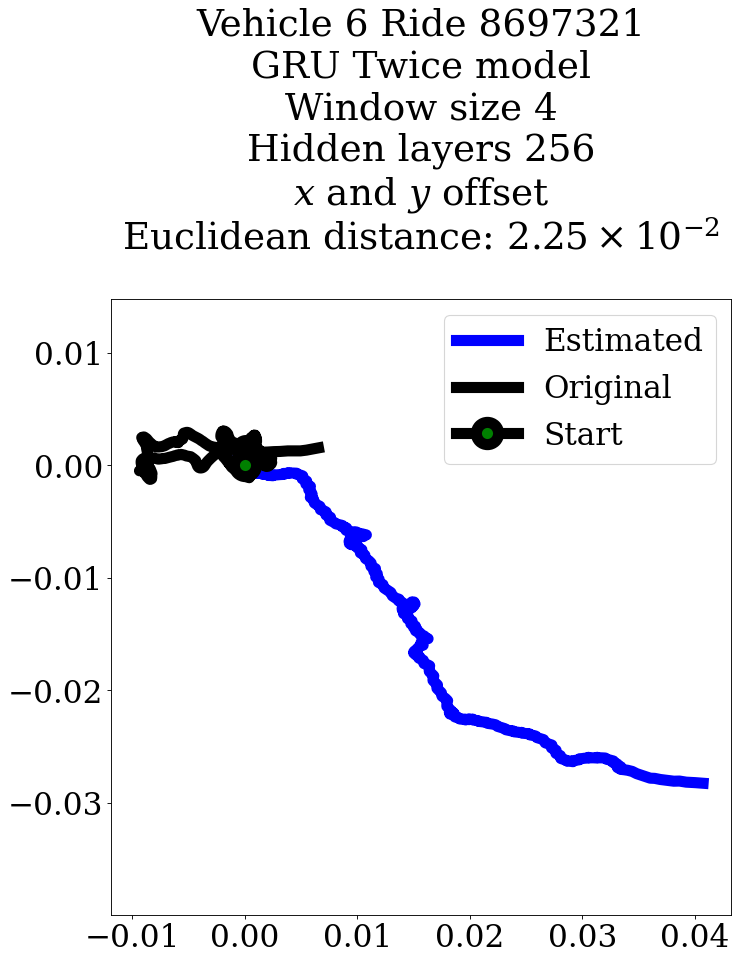 Vehicle 6 Ride 8697321
GRU Twice model
Window size 4
Hidden layers 256
x and y offset
Euclidean distance: 2.25 × 10⁻²
Estimated
Original
Start
0.01
0.00
−0.01
−0.02
−0.03
−0.01 0.00 0.01 0.02 0.03 0.04